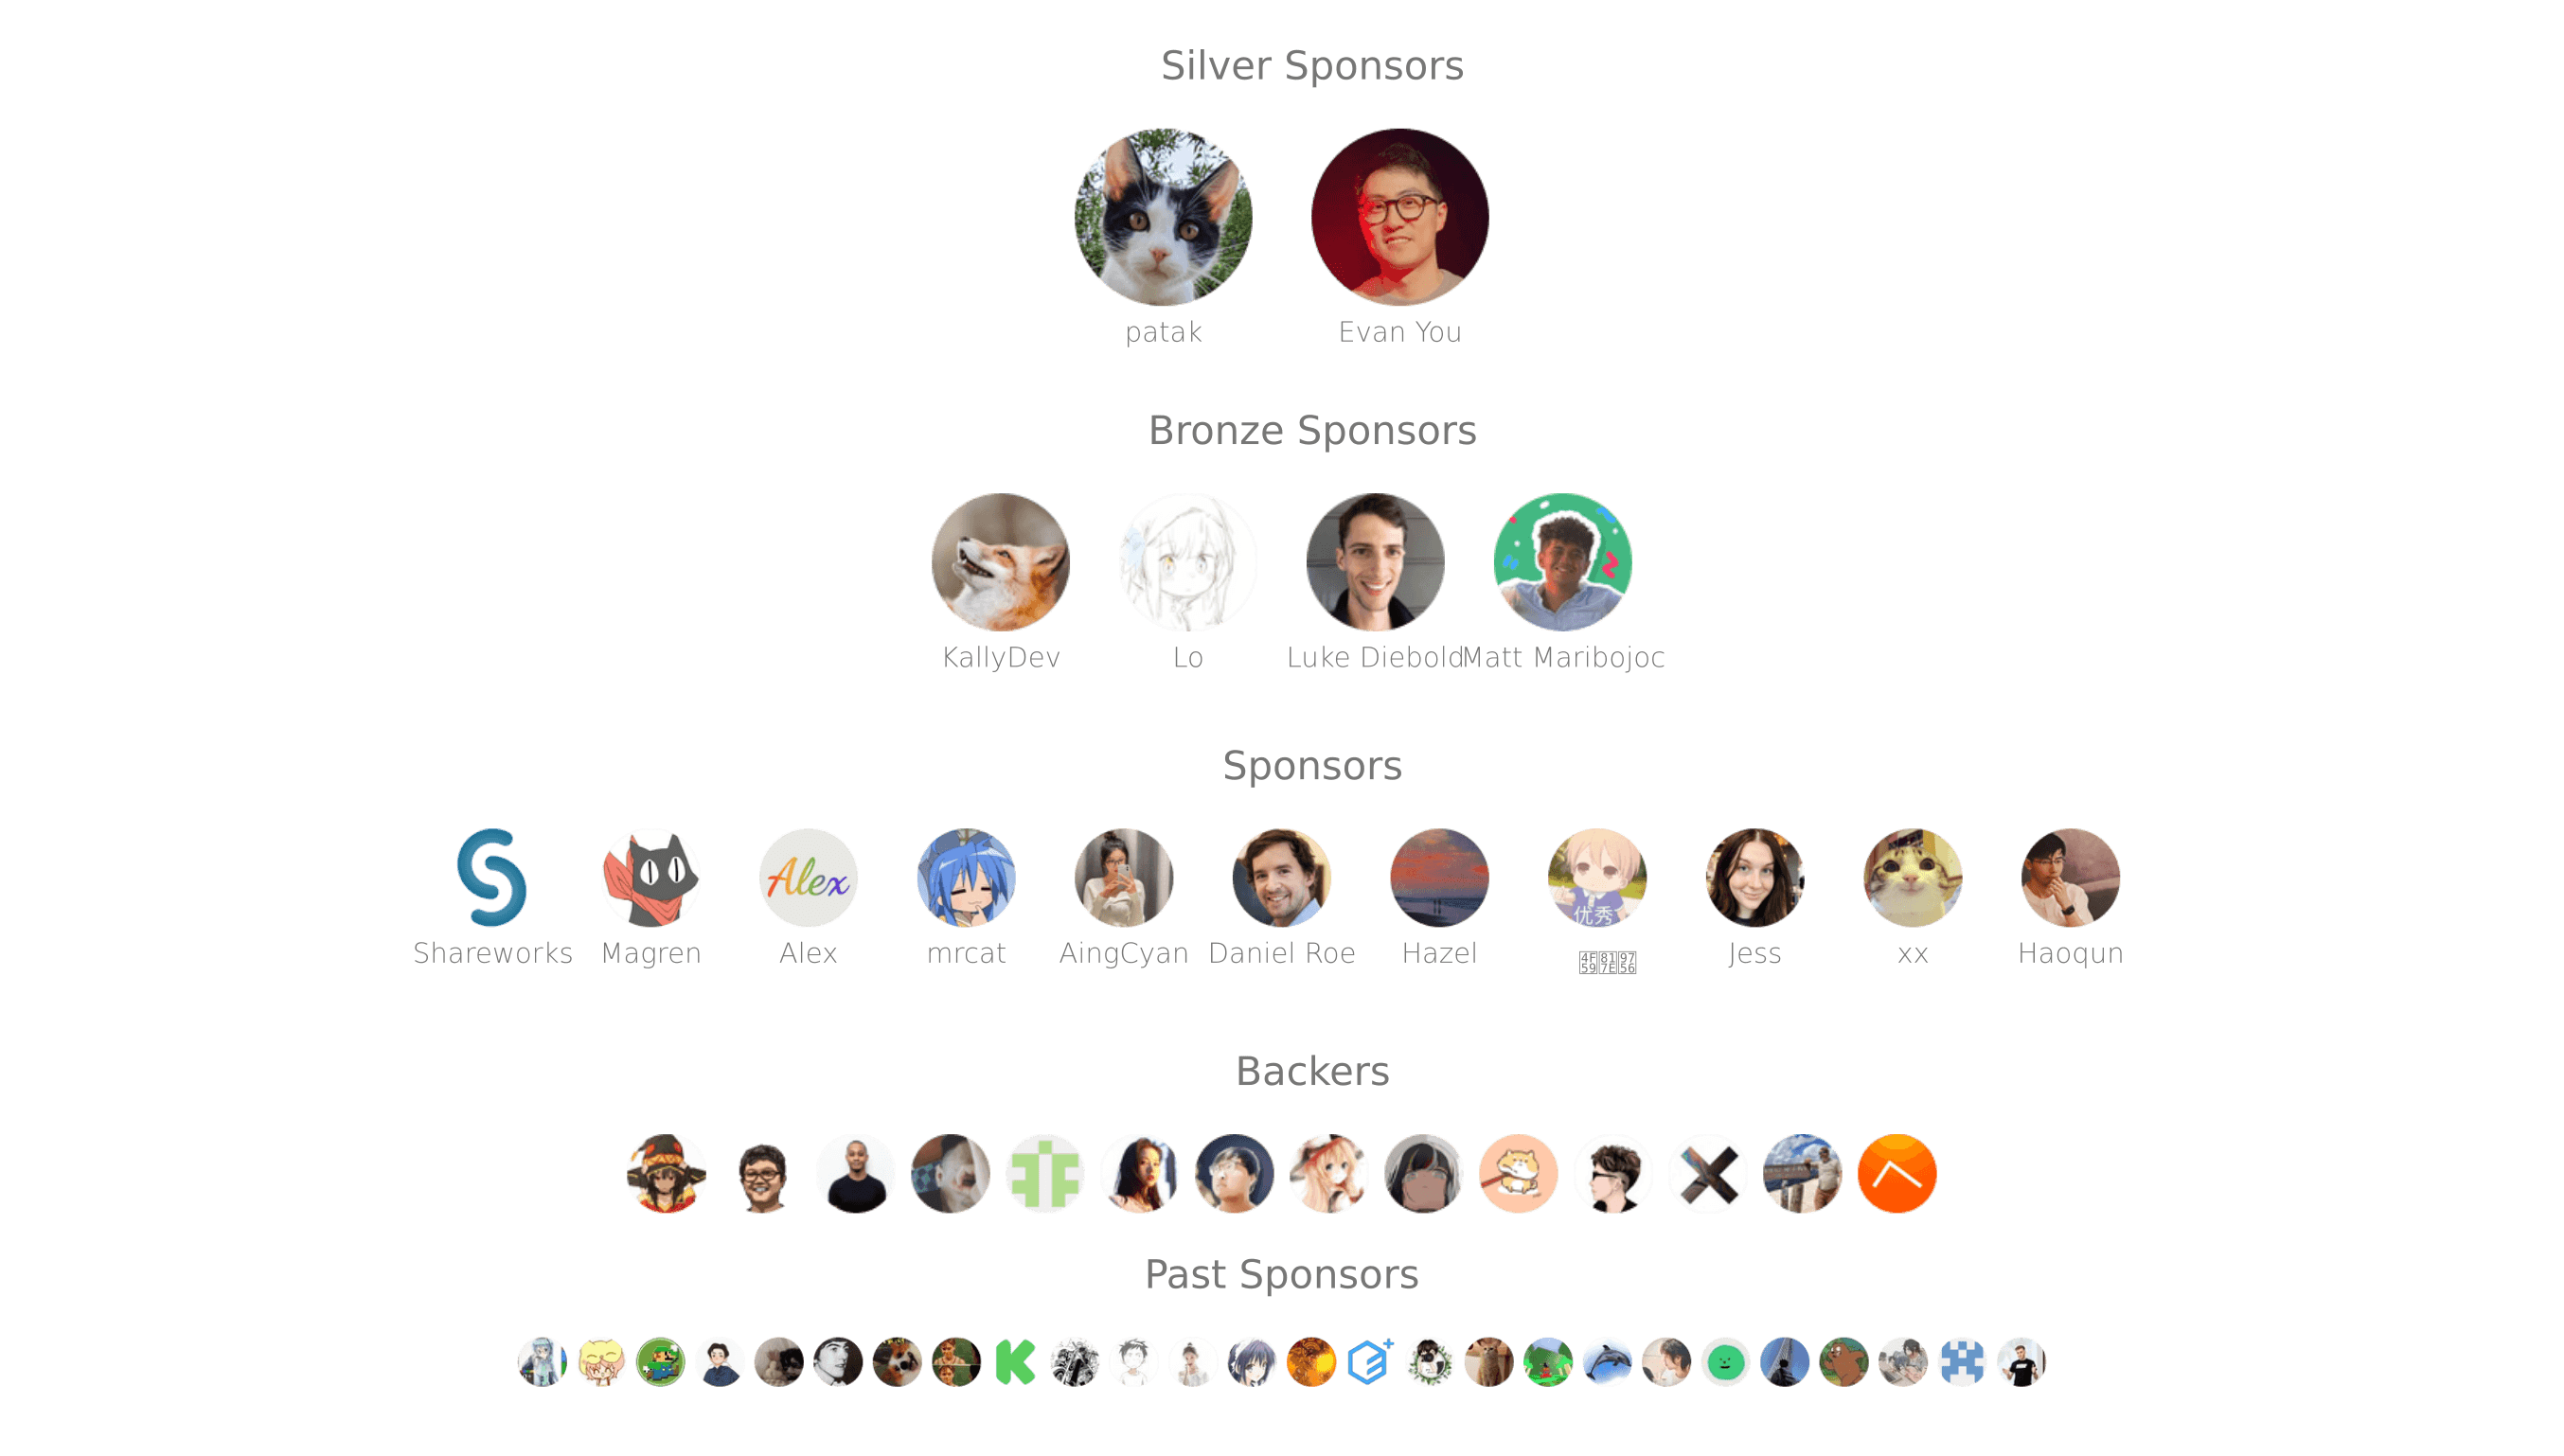 Silver Sponsors
patak
Evan You
Bronze Sponsors
KallyDev
Lo
Luke Diebold
Matt Maribojoc
Sponsors
Alex
优秀
Shareworks
Magren
Alex
mrcat
AingCyan
Daniel Roe
Hazel
Jess
xx
Haoqun
Backers
Past Sponsors